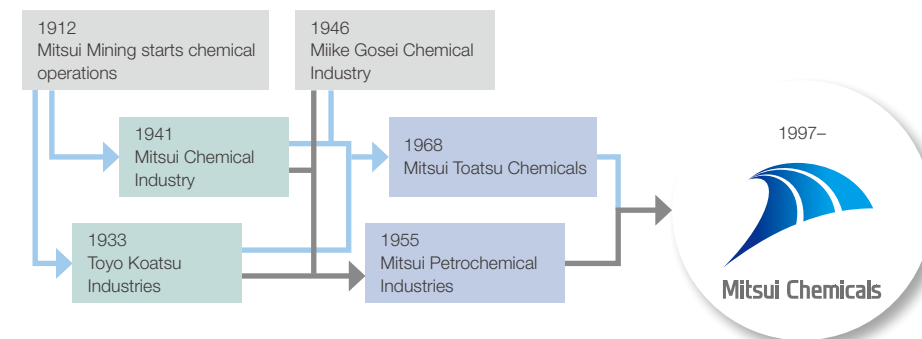 1912
Mitsui Mining starts chemical
operations
1946
Miike Gosei Chemical
Industry
1941
Mitsui Chemical
Industry
1968
Mitsui Toatsu Chemicals
1933
Toyo Koatsu
Industries
1955
Mitsui Petrochemical
Industries
1997–
Mitsui Chemicals